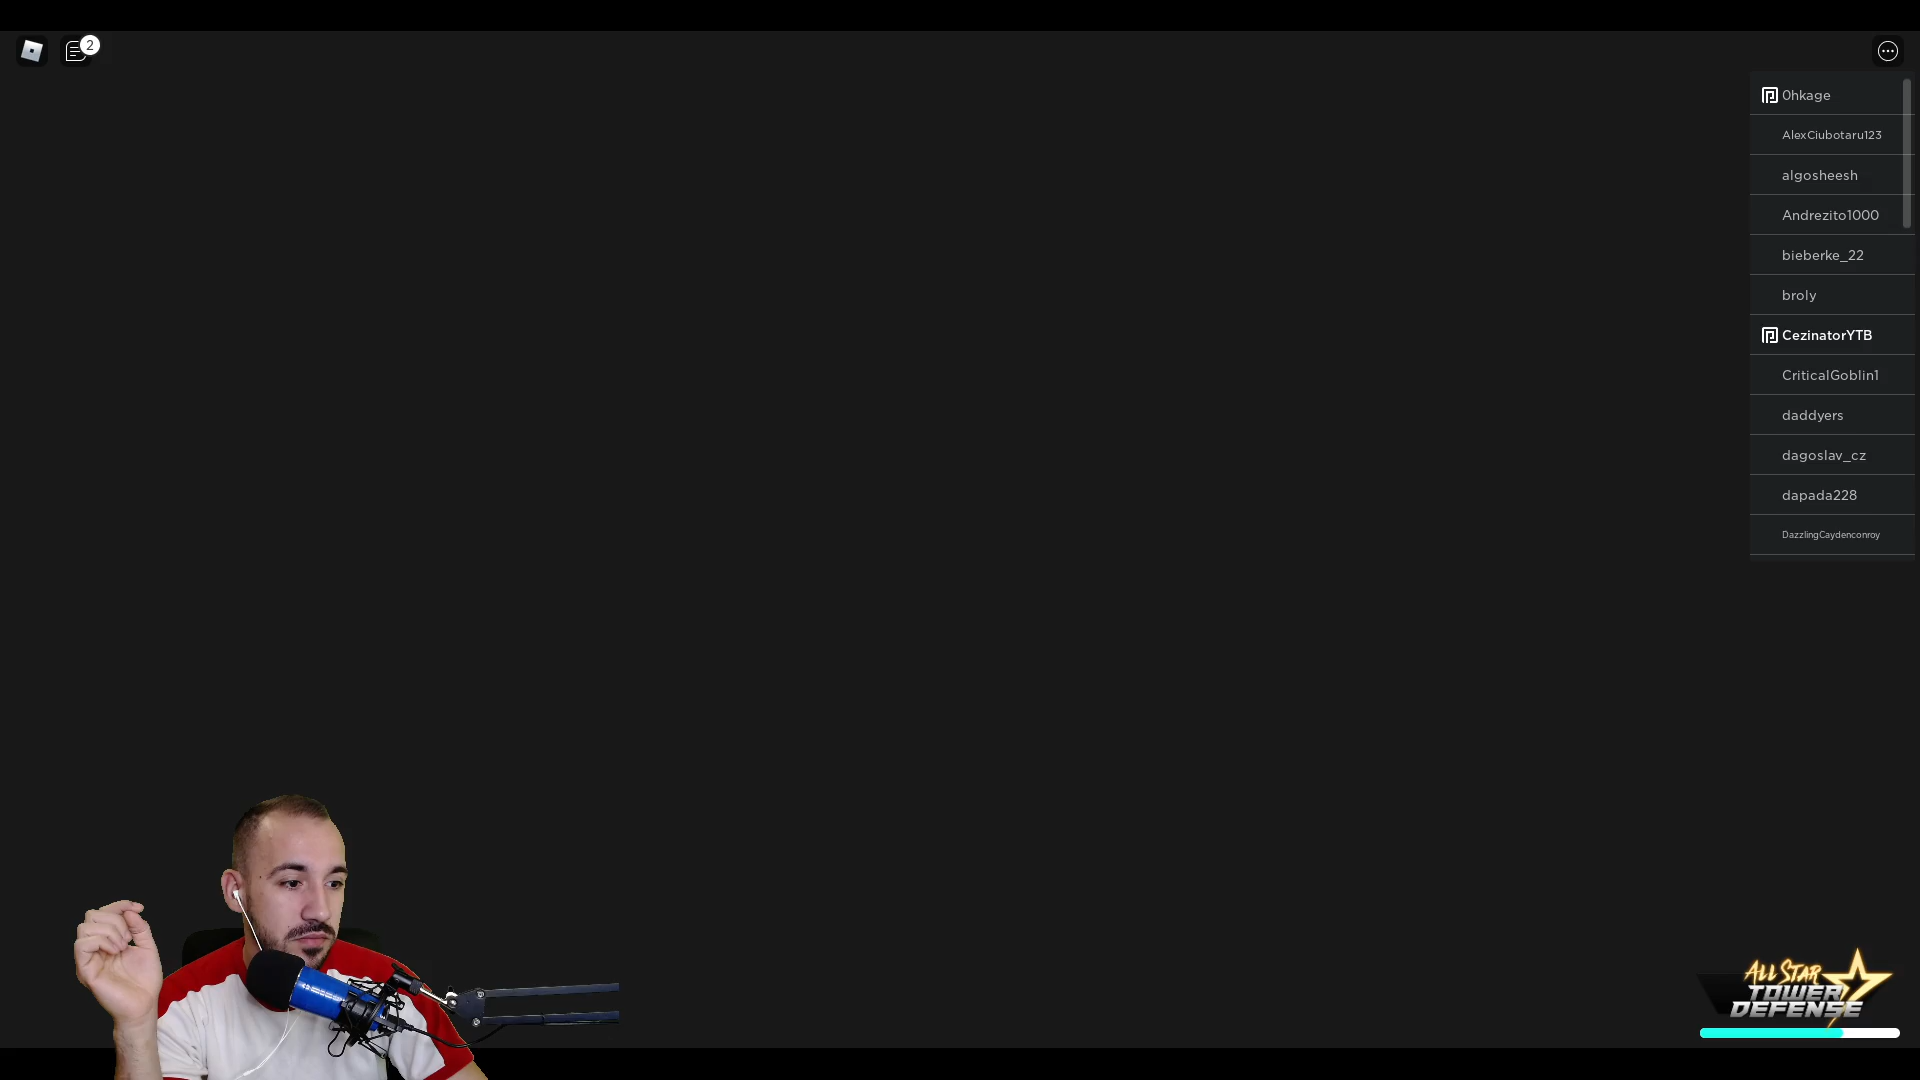 2
0hkage
AlexCiubotaru123
algosheesh
Andrezito1000
bieberke_22
broly
CezinatorYTB
CriticalGoblin1
daddyers
dagoslav_cz
dapada228
DazzlingCaydenconroy
ALL STAR
TOWER
DEFENSE